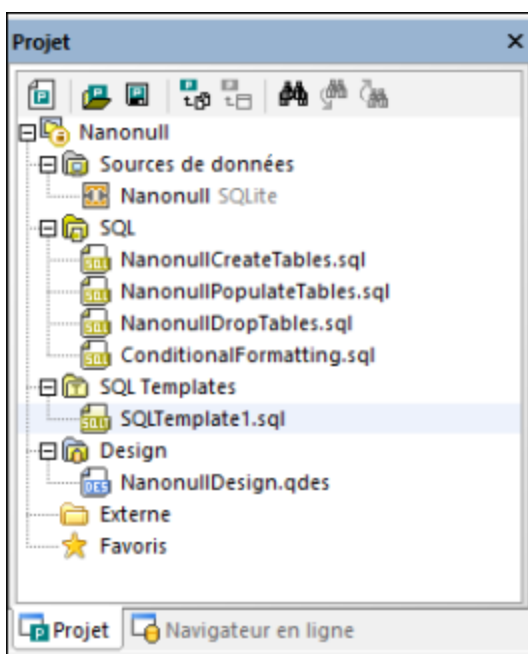 Projet
Nanonull
Sources de données
Nanonull SQLite
SQL
NanonullCreateTables.sql
NanonullPopulateTables.sql
NanonullDropTables.sql
ConditionalFormatting.sql
SQL Templates
SQLTemplate1.sql
Design
NanonullDesign.qdes
Externe
Favoris
Projet Navigateur en ligne